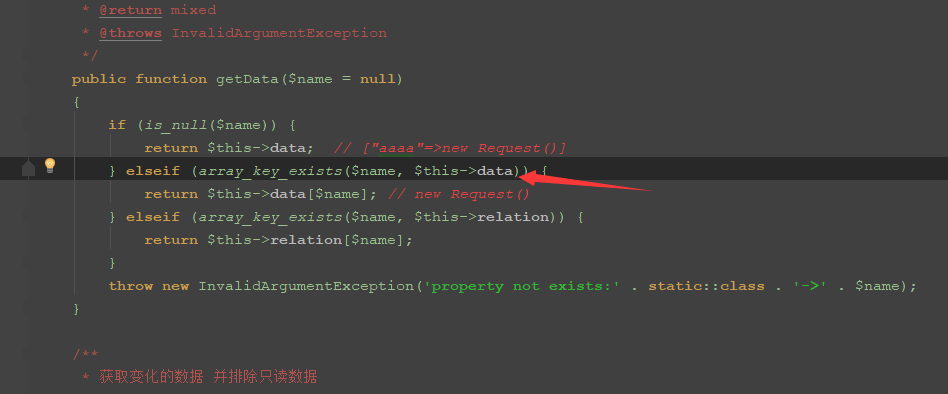 * @return mixed
* @throws InvalidArgumentException
*/
public function getData($name = null)
{
if (is_null($name)) {
return $this->data;  // ["aaaa"=>new Request()]
} elseif (array_key_exists($name, $this->data)) {
return $this->data[$name]; // new Request()
} elseif (array_key_exists($name, $this->relation)) {
return $this->relation[$name];
}
throw new InvalidArgumentException('property not exists:' . static::class . '->' . $name);
}
/**
* 获取变化的数据 并排除只读数据